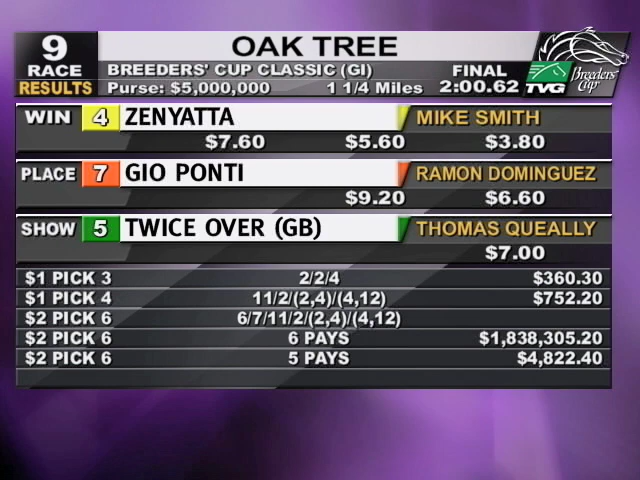 9
RACE
RESULTS
OAK TREE
BREEDERS' CUP CLASSIC (GI)
Purse: $5,000,000 1 1/4 Miles
FINAL
2:00.62
TVG
Breeders' Cup
WIN 4 ZENYATTA MIKE SMITH
$7.60 $5.60 $3.80
PLACE 7 GIO PONTI RAMON DOMINGUEZ
$9.20 $6.60
SHOW 5 TWICE OVER (GB) THOMAS QUEALLY
$7.00
$1 PICK 3 2/2/4 $360.30
$1 PICK 4 11/2/(2,4)/(4,12) $752.20
$2 PICK 6 6/7/11/2/(2,4)/(4,12)
$2 PICK 6 6 PAYS $1,838,305.20
$2 PICK 6 5 PAYS $4,822.40